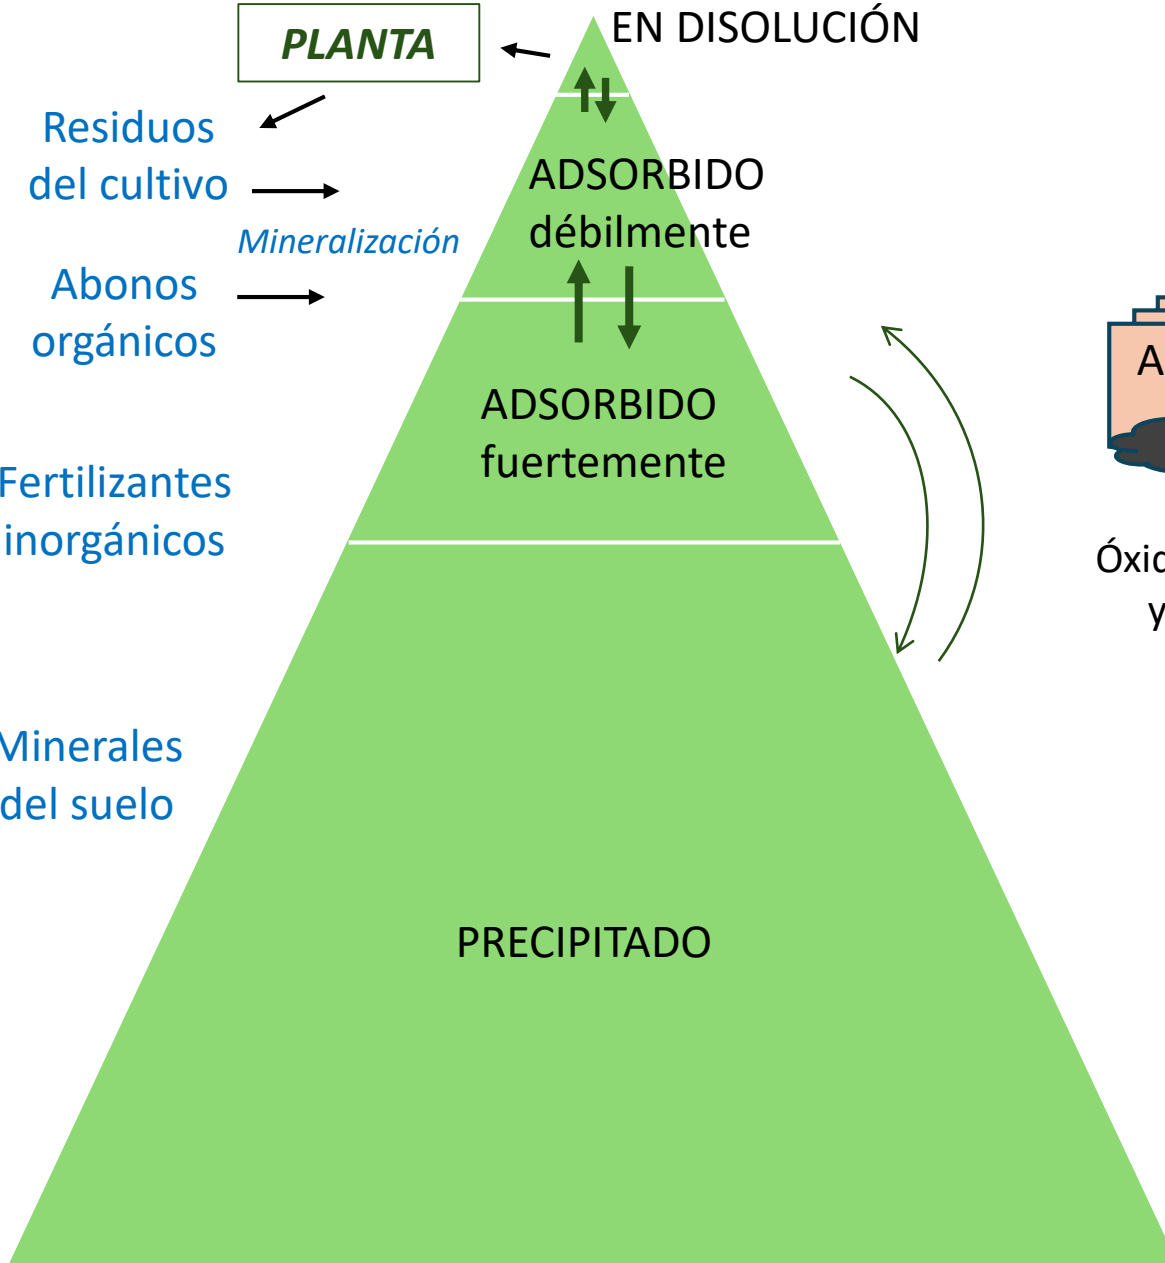 PLANTA
EN DISOLUCIÓN
Residuos
del cultivo
Mineralización
Abonos
orgánicos
Fertilizantes
inorgánicos
Minerales
del suelo
ADSORBIDO
débilmente
ADSORBIDO
fuertemente
PRECIPITADO
y